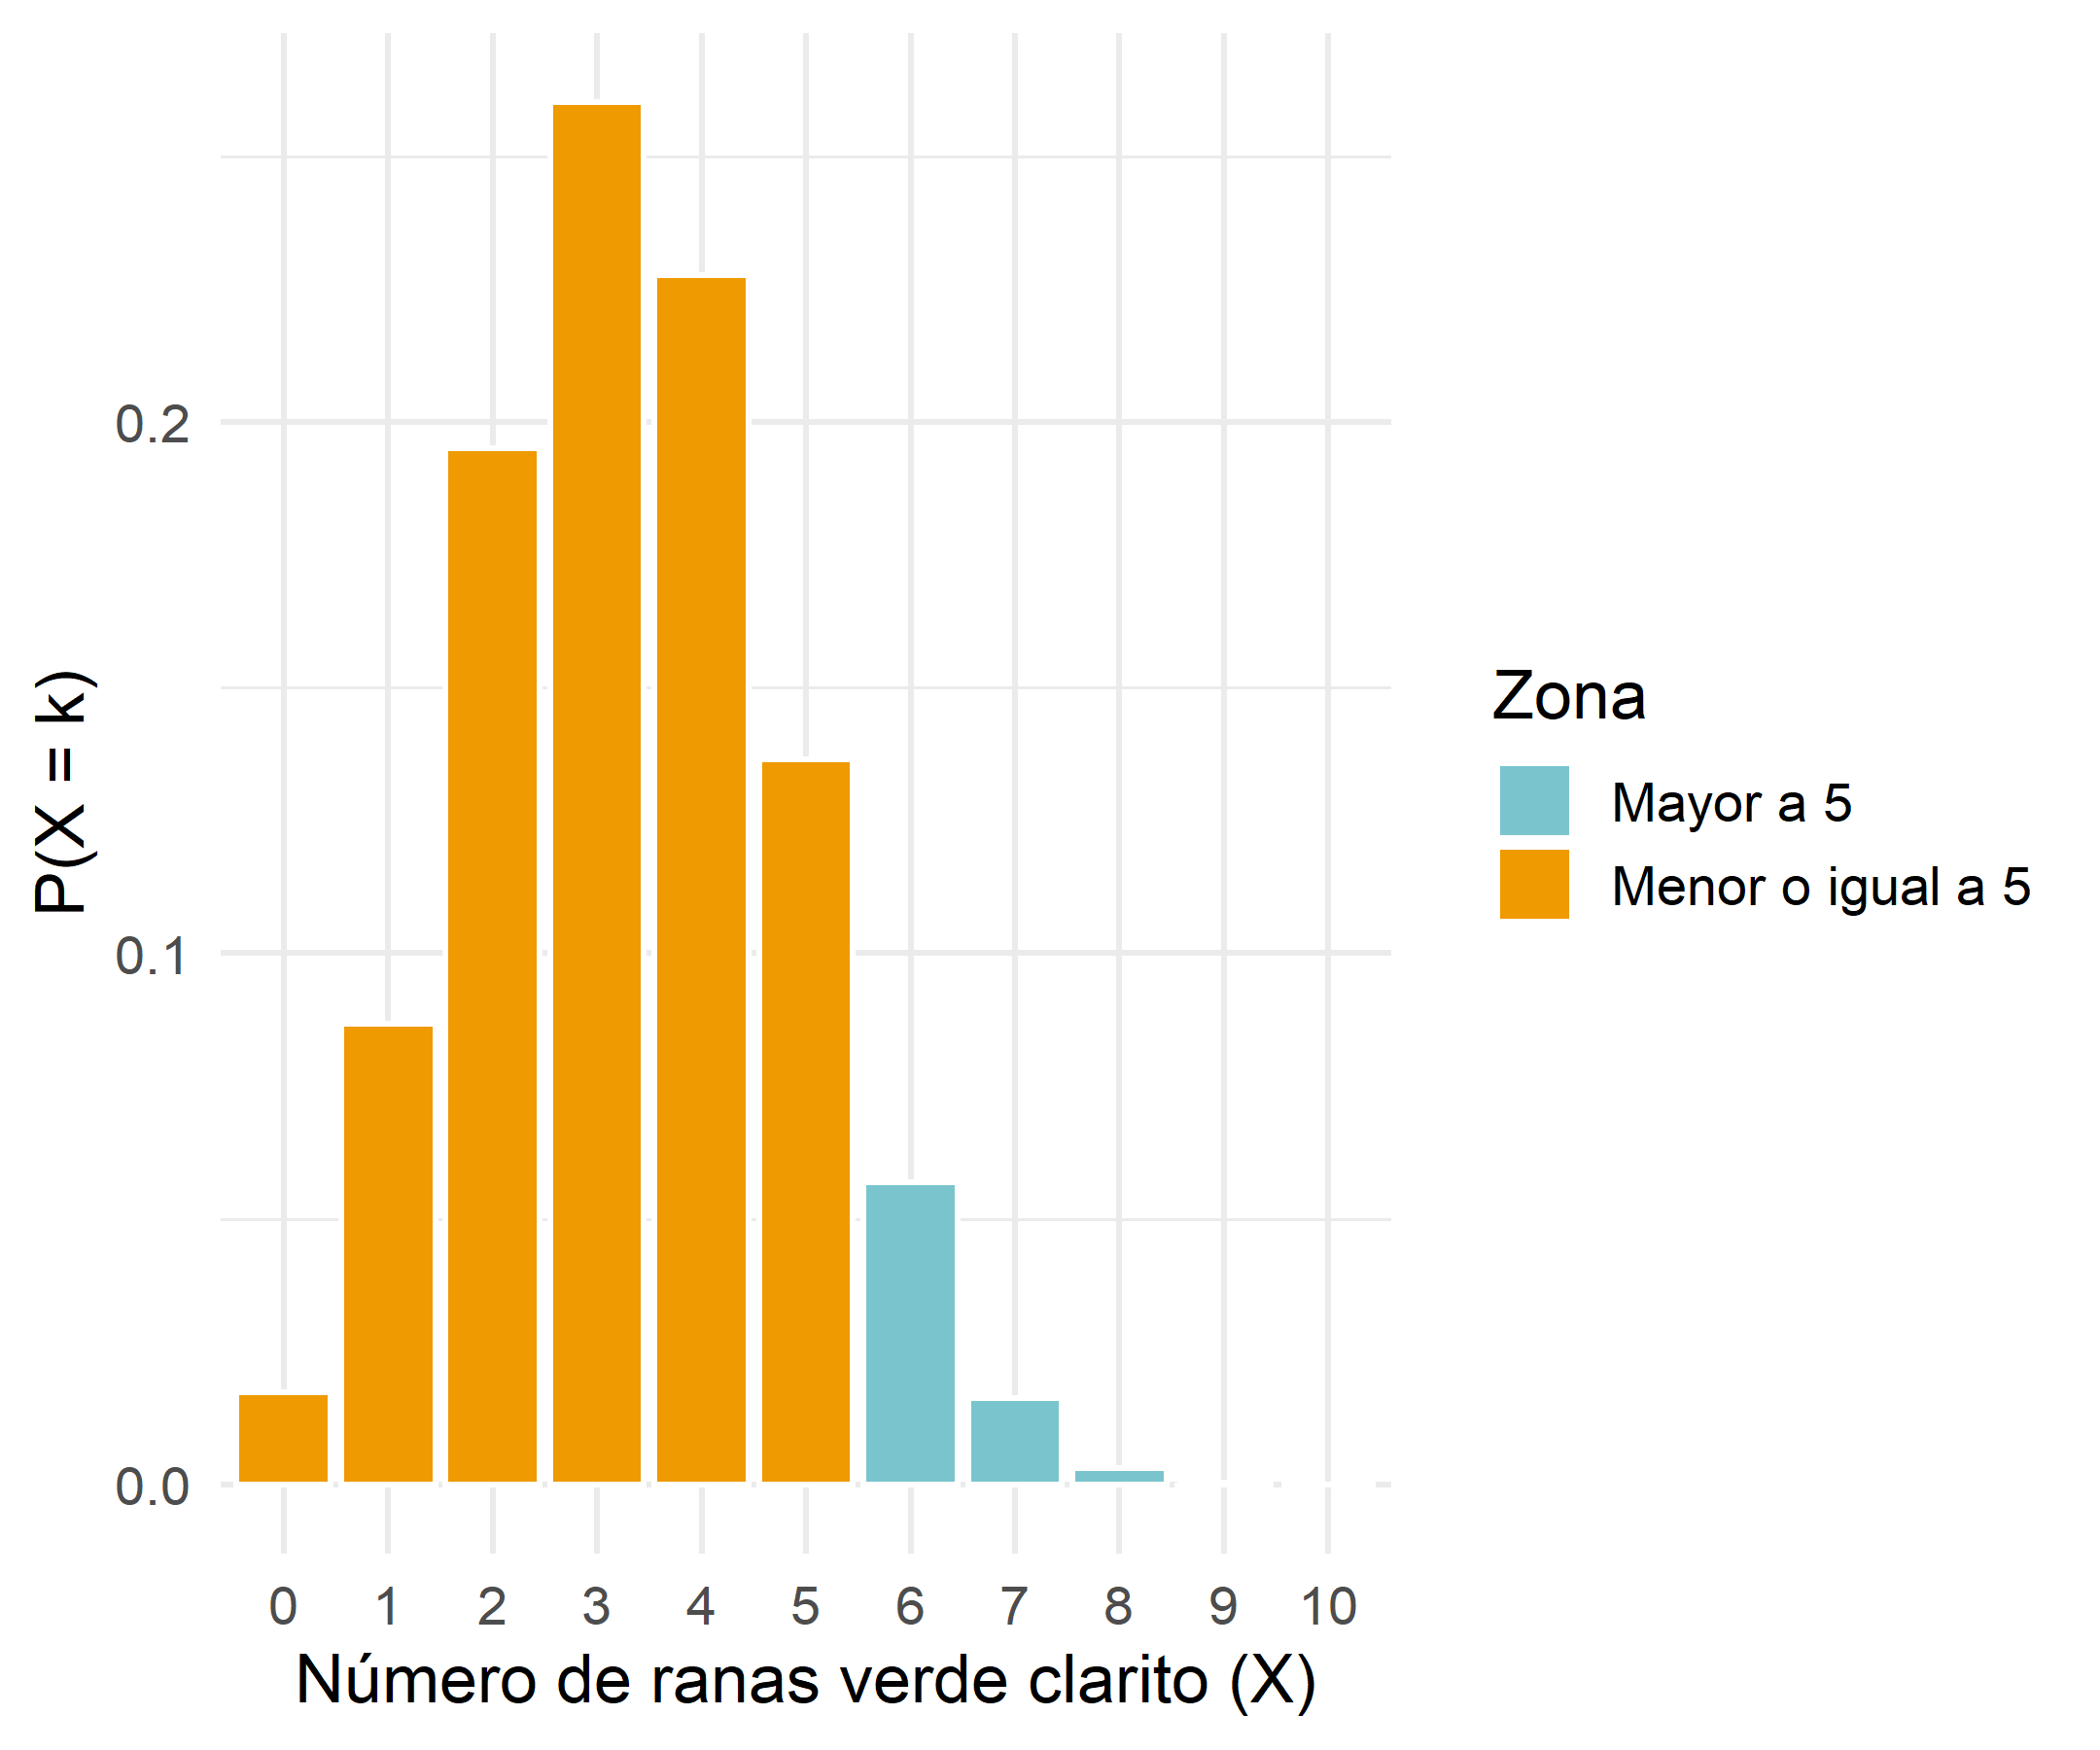 P(X = k)
0.2
0.1
0.0
0 1 2 3 4 5 6 7 8 9 10
Número de ranas verde clarito (X)
Zona
Mayor a 5
Menor o igual a 5